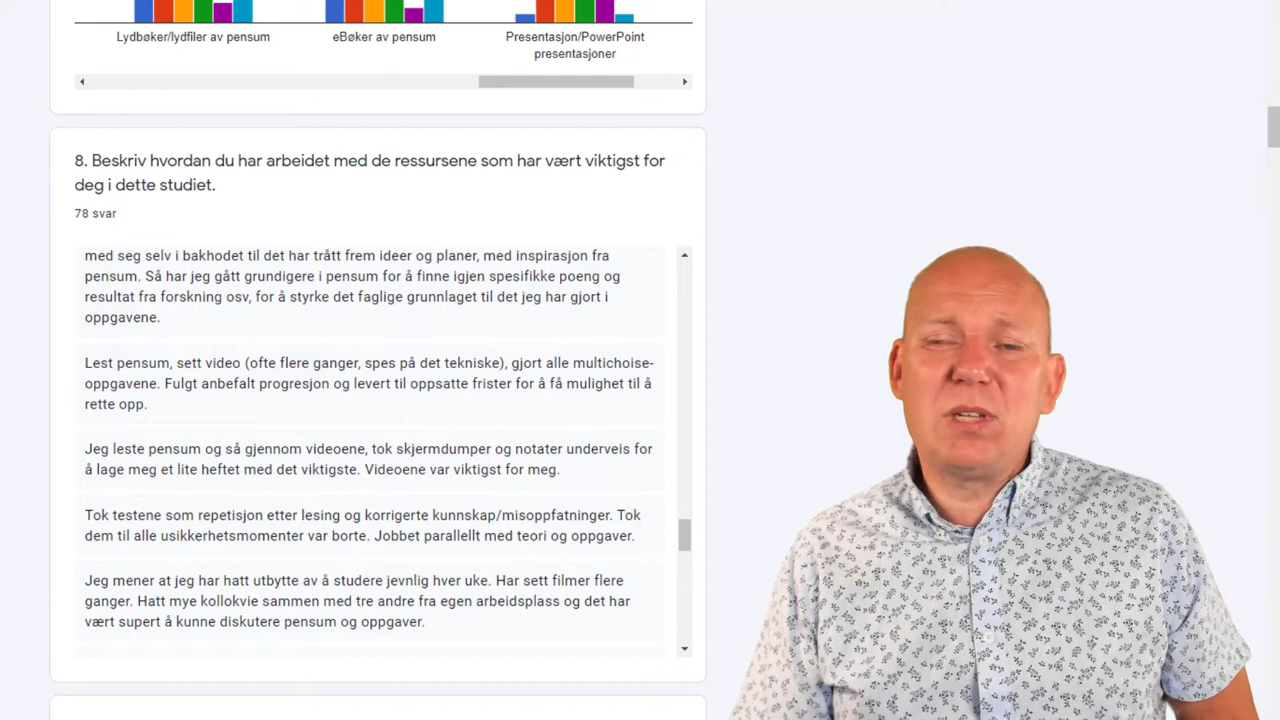 Lydbøker/lydfiler av pensum
eBøker av pensum
Presentasjon/PowerPoint
presentasjoner
8. Beskriv hvordan du har arbeidet med de ressursene som har vært viktigst for
deg i dette studiet.
78 svar
med seg selv i bakhodet til det har trått frem ideer og planer, med inspirasjon fra
pensum. Så har jeg gått grundigere i pensum for å finne igjen spesifikke poeng og
resultat fra forskning osv, for å styrke det faglige grunnlaget til det jeg har gjort i
oppgavene.
Lest pensum, sett video (ofte flere ganger, spes på det tekniske), gjort alle multichoise-
oppgavene. Fulgt anbefalt progresjon og levert til oppsatte frister for å få mulighet til å
rette opp.
Jeg leste pensum og så gjennom videoene, tok skjermdumper og notater underveis for
å lage meg et lite heftet med det viktigste. Videoene var viktigst for meg.
Tok testene som repetisjon etter lesing og korrigerte kunnskap/misoppfatninger. Tok
dem til alle usikkerhetsmomenter var borte. Jobbet parallellt med teori og oppgaver.
Jeg mener at jeg har hatt utbytte av å studere jevnlig hver uke. Har sett filmer flere
ganger. Hatt mye kollokvie sammen med tre andre fra egen arbeidsplass og det har
vært supert å kunne diskutere pensum og oppgaver.